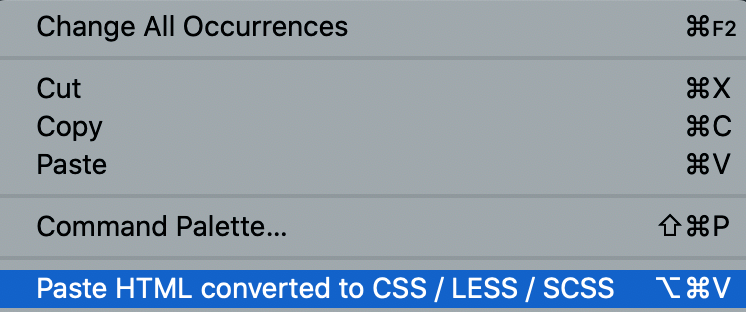 Change All Occurrences ⌘F2
Cut ⌘X
Copy ⌘C
Paste ⌘V
Command Palette... ⇧⌘P
Paste HTML converted to CSS / LESS / SCSS ⌥⌘V